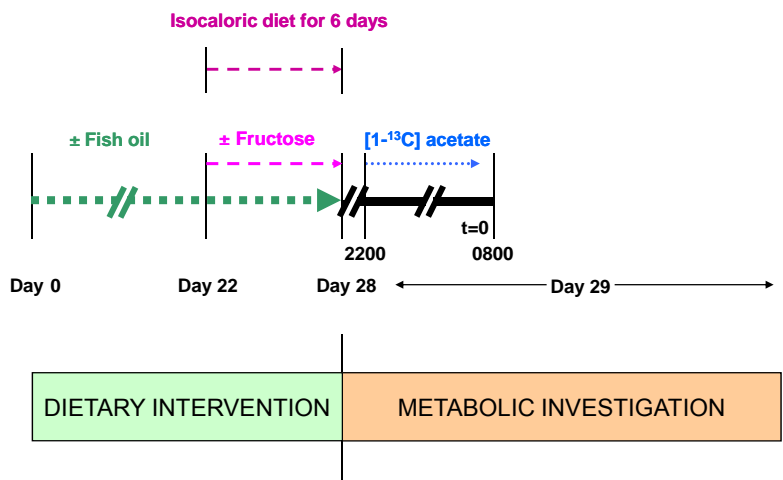 Isocaloric diet for 6 days
± Fish oil
± Fructose
[1-¹³C] acetate
t=0
2200
0800
Day 0
Day 22
Day 28
Day 29
DIETARY INTERVENTION
METABOLIC INVESTIGATION